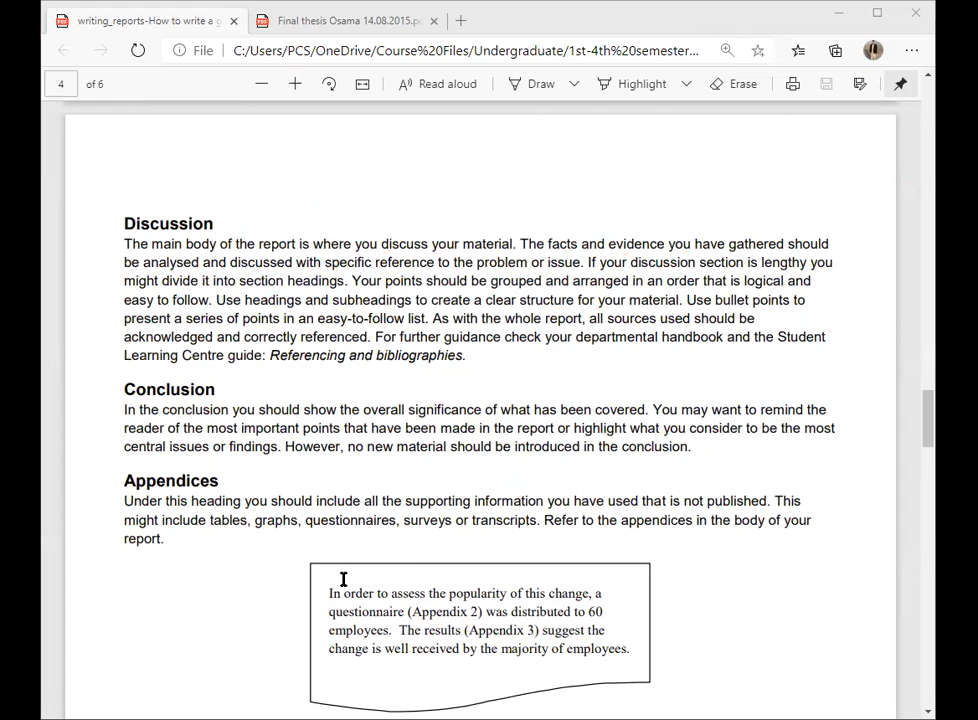 writing_reports-How to write a g
Final thesis Osama 14.08.2015.pd
File
C:/Users/PCS/OneDrive/Course%20Files/Undergraduate/1st-4th%20semester...
4 of 6
Read aloud
Draw
Highlight
Erase
Discussion
The main body of the report is where you discuss your material. The facts and evidence you have gathered should
be analysed and discussed with specific reference to the problem or issue. If your discussion section is lengthy you
might divide it into section headings. Your points should be grouped and arranged in an order that is logical and
easy to follow. Use headings and subheadings to create a clear structure for your material. Use bullet points to
present a series of points in an easy-to-follow list. As with the whole report, all sources used should be
acknowledged and correctly referenced. For further guidance check your departmental handbook and the Student
Learning Centre guide: Referencing and bibliographies.
Conclusion
In the conclusion you should show the overall significance of what has been covered. You may want to remind the
reader of the most important points that have been made in the report or highlight what you consider to be the most
central issues or findings. However, no new material should be introduced in the conclusion.
Appendices
Under this heading you should include all the supporting information you have used that is not published. This
might include tables, graphs, questionnaires, surveys or transcripts. Refer to the appendices in the body of your
report.
In order to assess the popularity of this change, a
questionnaire (Appendix 2) was distributed to 60
employees. The results (Appendix 3) suggest the
change is well received by the majority of employees.